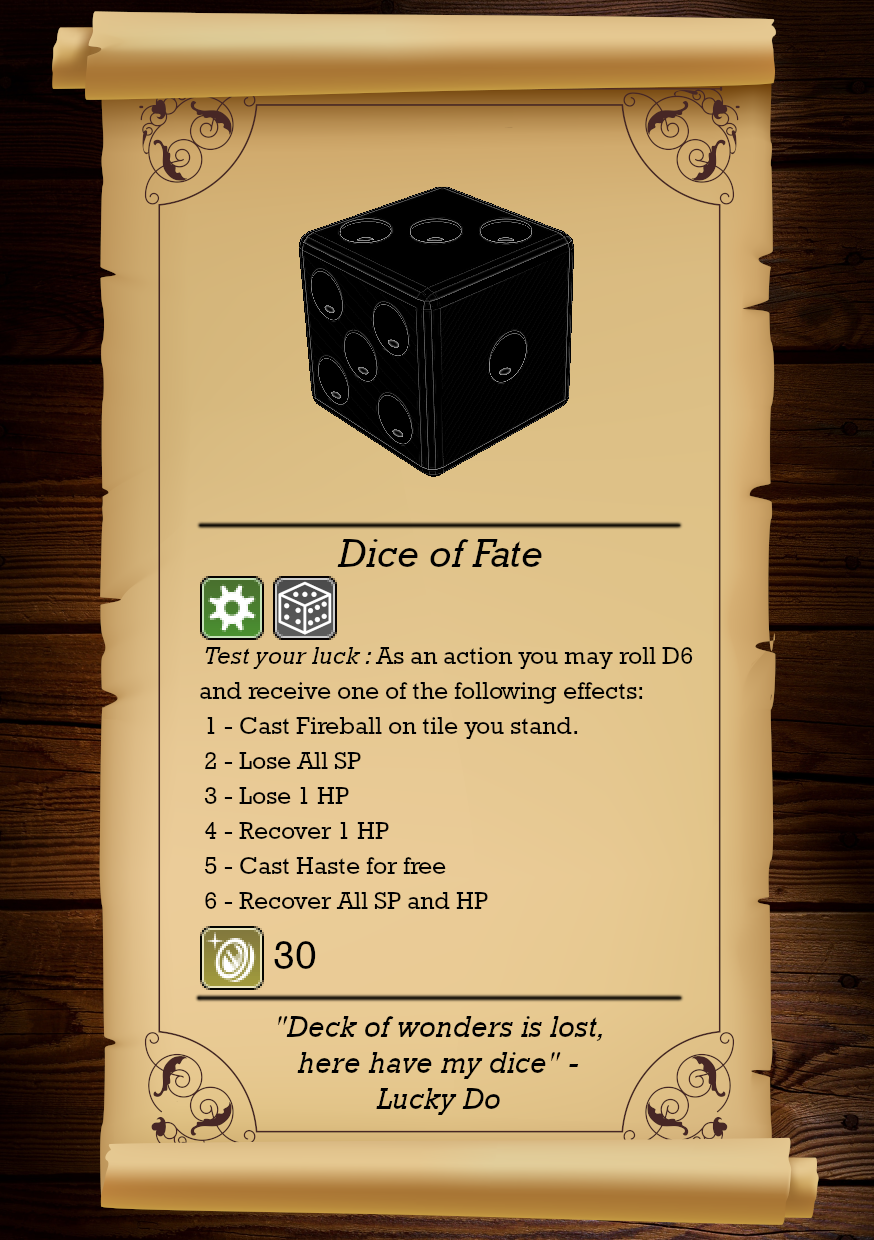 Dice of Fate
Test your luck : As an action you may roll D6
and receive one of the following effects:
1 - Cast Fireball on tile you stand.
2 - Lose All SP
3 - Lose 1 HP
4 - Recover 1 HP
5 - Cast Haste for free
6 - Recover All SP and HP
30
"Deck of wonders is lost,
here have my dice" -
Lucky Do